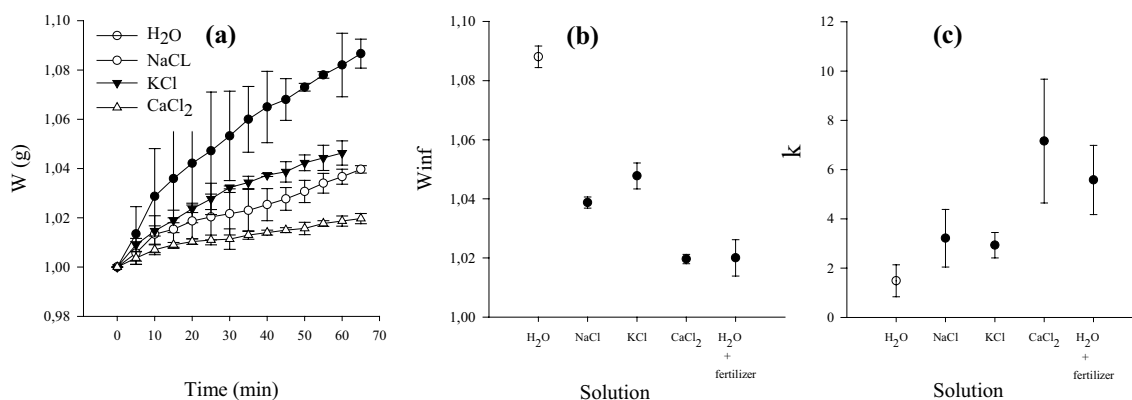 (a)
H₂O
NaCL
KCl
CaCl₂
1,10
1,08
1,06
1,04
1,02
1,00
0,98
W (g)
0 10 20 30 40 50 60 70
Time (min)
(b)
1,10
1,08
1,06
1,04
1,02
1,00
Winf
H₂O NaCl KCl CaCl₂ H₂O
+
fertilizer
Solution
(c)
12
10
8
6
4
2
0
k
H₂O NaCl KCl CaCl₂ H₂O
+
fertilizer
Solution